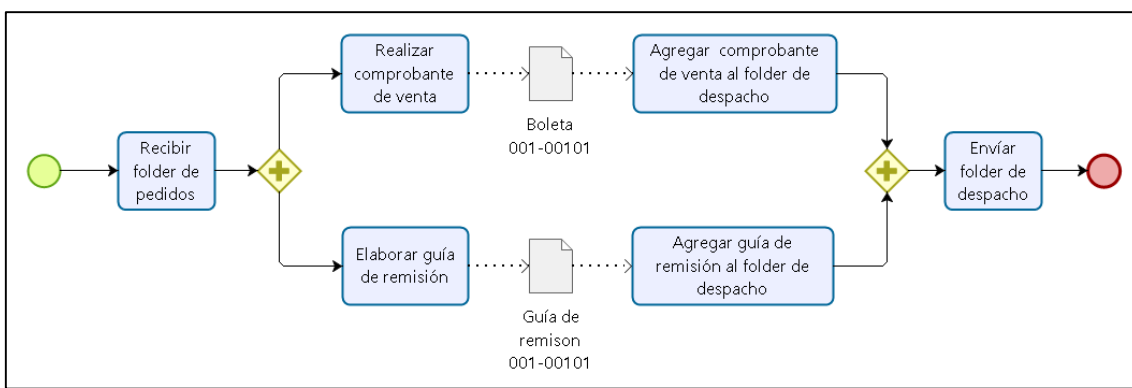 Recibir
folder de
pedidos
Realizar
comprobante
de venta
Boleta
001-00101
Agregar comprobante
de venta al folder de
despacho
Elaborar guía
de remisión
Guía de
remison
001-00101
Agregar guía de
remisión al folder de
despacho
Envíar
folder de
despacho